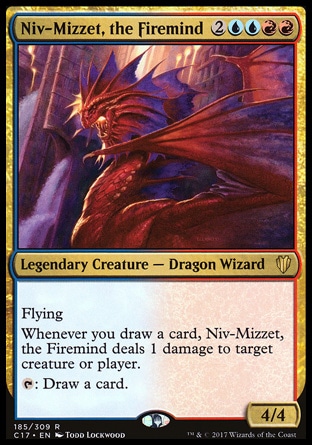 Niv-Mizzet, the Firemind 2
Legendary Creature — Dragon Wizard
Flying
Whenever you draw a card, Niv-Mizzet,
the Firemind deals 1 damage to target
creature or player.
: Draw a card.
4/4
185/309 R
C17 • EN Todd Lockwood
™ & © 2017 Wizards of the Coast